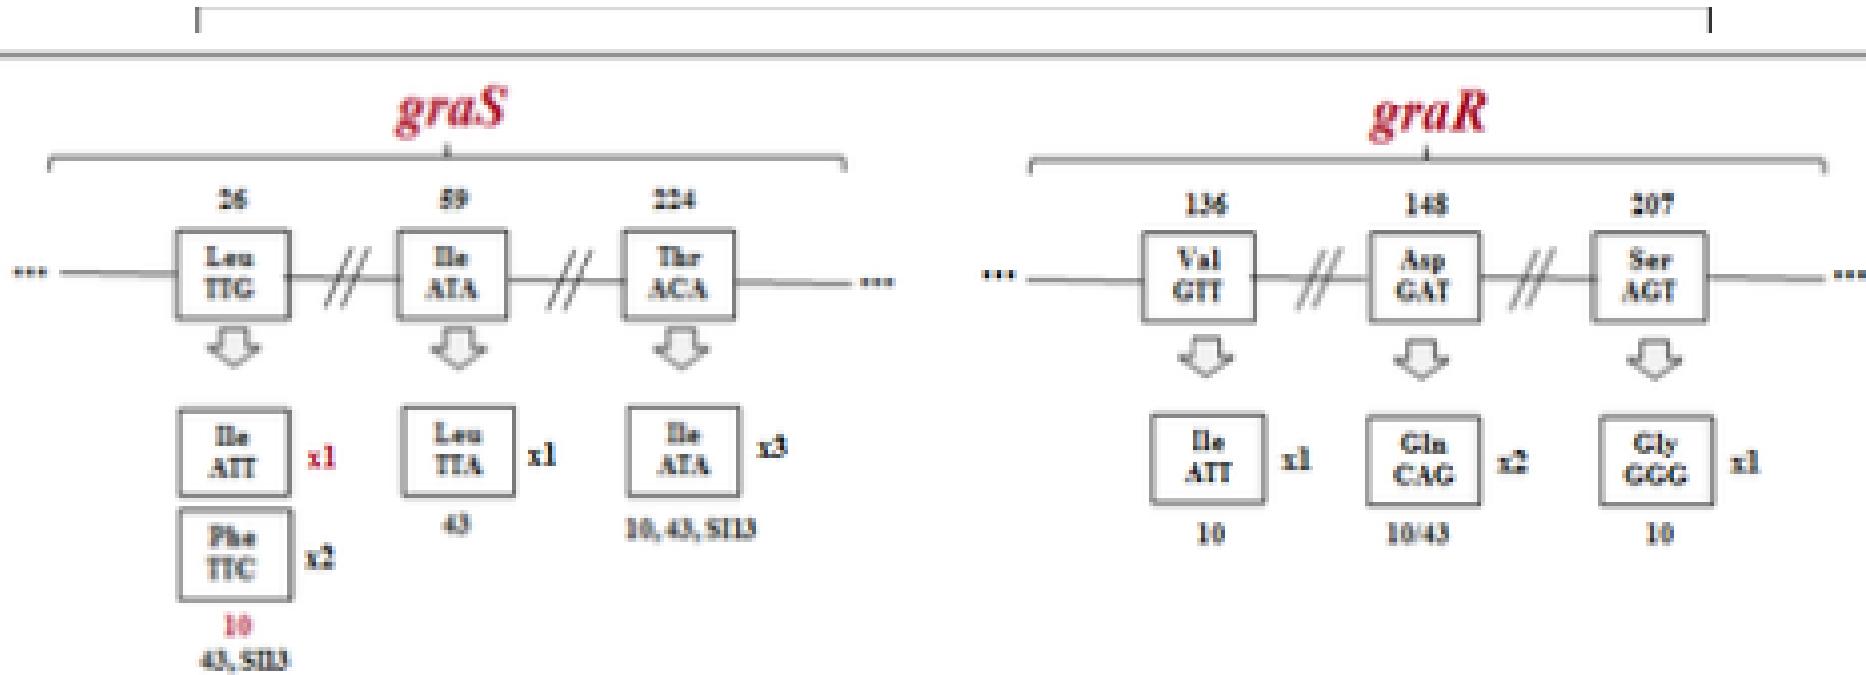 graS
graR
26
59
224
136
148
207
... Leu // Ile // Thr ...
TTG
ATA
ACA
... Val // Asp // Ser ...
GTT
GAT
AGT
Ile
ATT
x1
Leu
TTA
x1
Ile
ATA
x3
Ile
ATT
x1
Gln
CAG
x2
Gly
GGG
x1
Phe
TTC
x2
43
10, 43, SII3
10
10/43
10
10
43, SII3